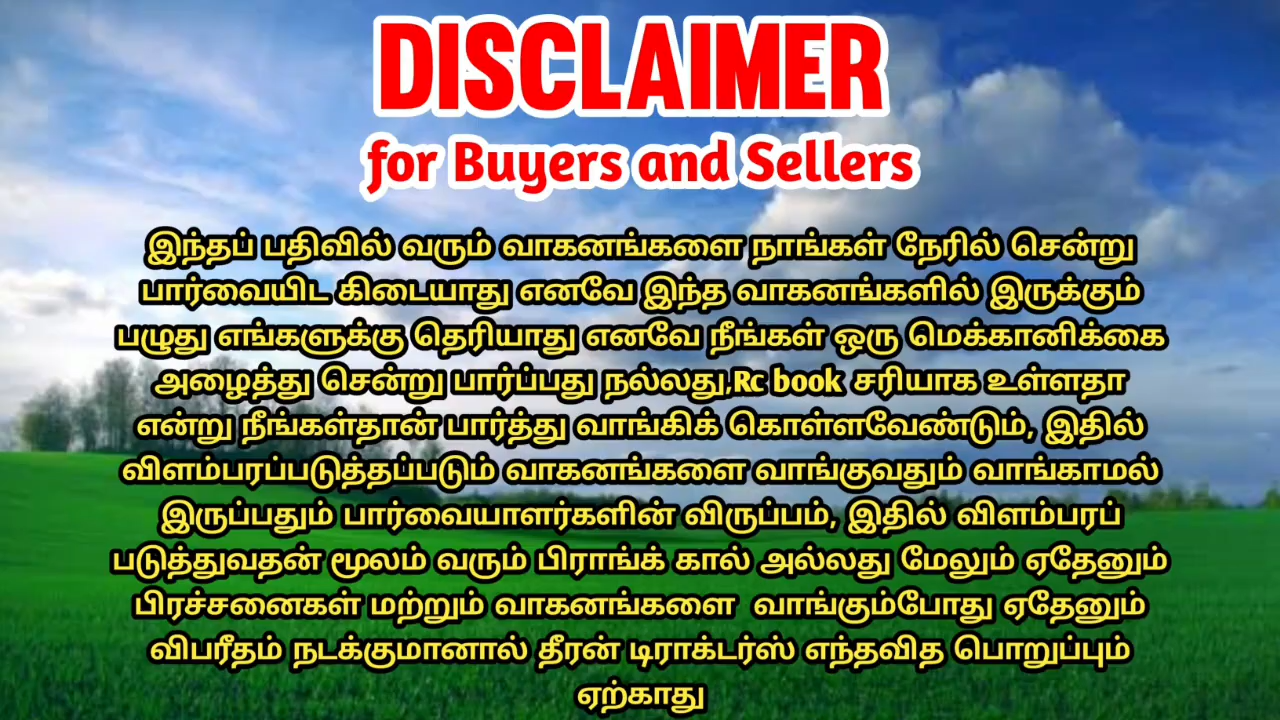 DISCLAIMER
for Buyers and Sellers
இந்தப் பதிவில் வரும் வாகனங்களை நாங்கள் நேரில் சென்று
பார்வையிட கிடையாது எனவே இந்த வாகனங்களில் இருக்கும்
பழுது எங்களுக்கு தெரியாது எனவே நீங்கள் ஒரு மெக்கானிக்கை
அழைத்து சென்று பார்ப்பது நல்லது,Rc book சரியாக உள்ளதா
என்று நீங்கள்தான் பார்த்து வாங்கிக் கொள்ளவேண்டும், இதில்
விளம்பரப்படுத்தப்படும் வாகனங்களை வாங்குவதும் வாங்காமல்
இருப்பதும் பார்வையாளர்களின் விருப்பம், இதில் விளம்பரப்
படுத்துவதன் மூலம் வரும் பிராங்க் கால் அல்லது மேலும் ஏதேனும்
பிரச்சனைகள் மற்றும் வாகனங்களை வாங்கும்போது ஏதேனும்
விபரீதம் நடக்குமானால் தீரன் டிராக்டர்ஸ் எந்தவித பொறுப்பும்
ஏற்காது